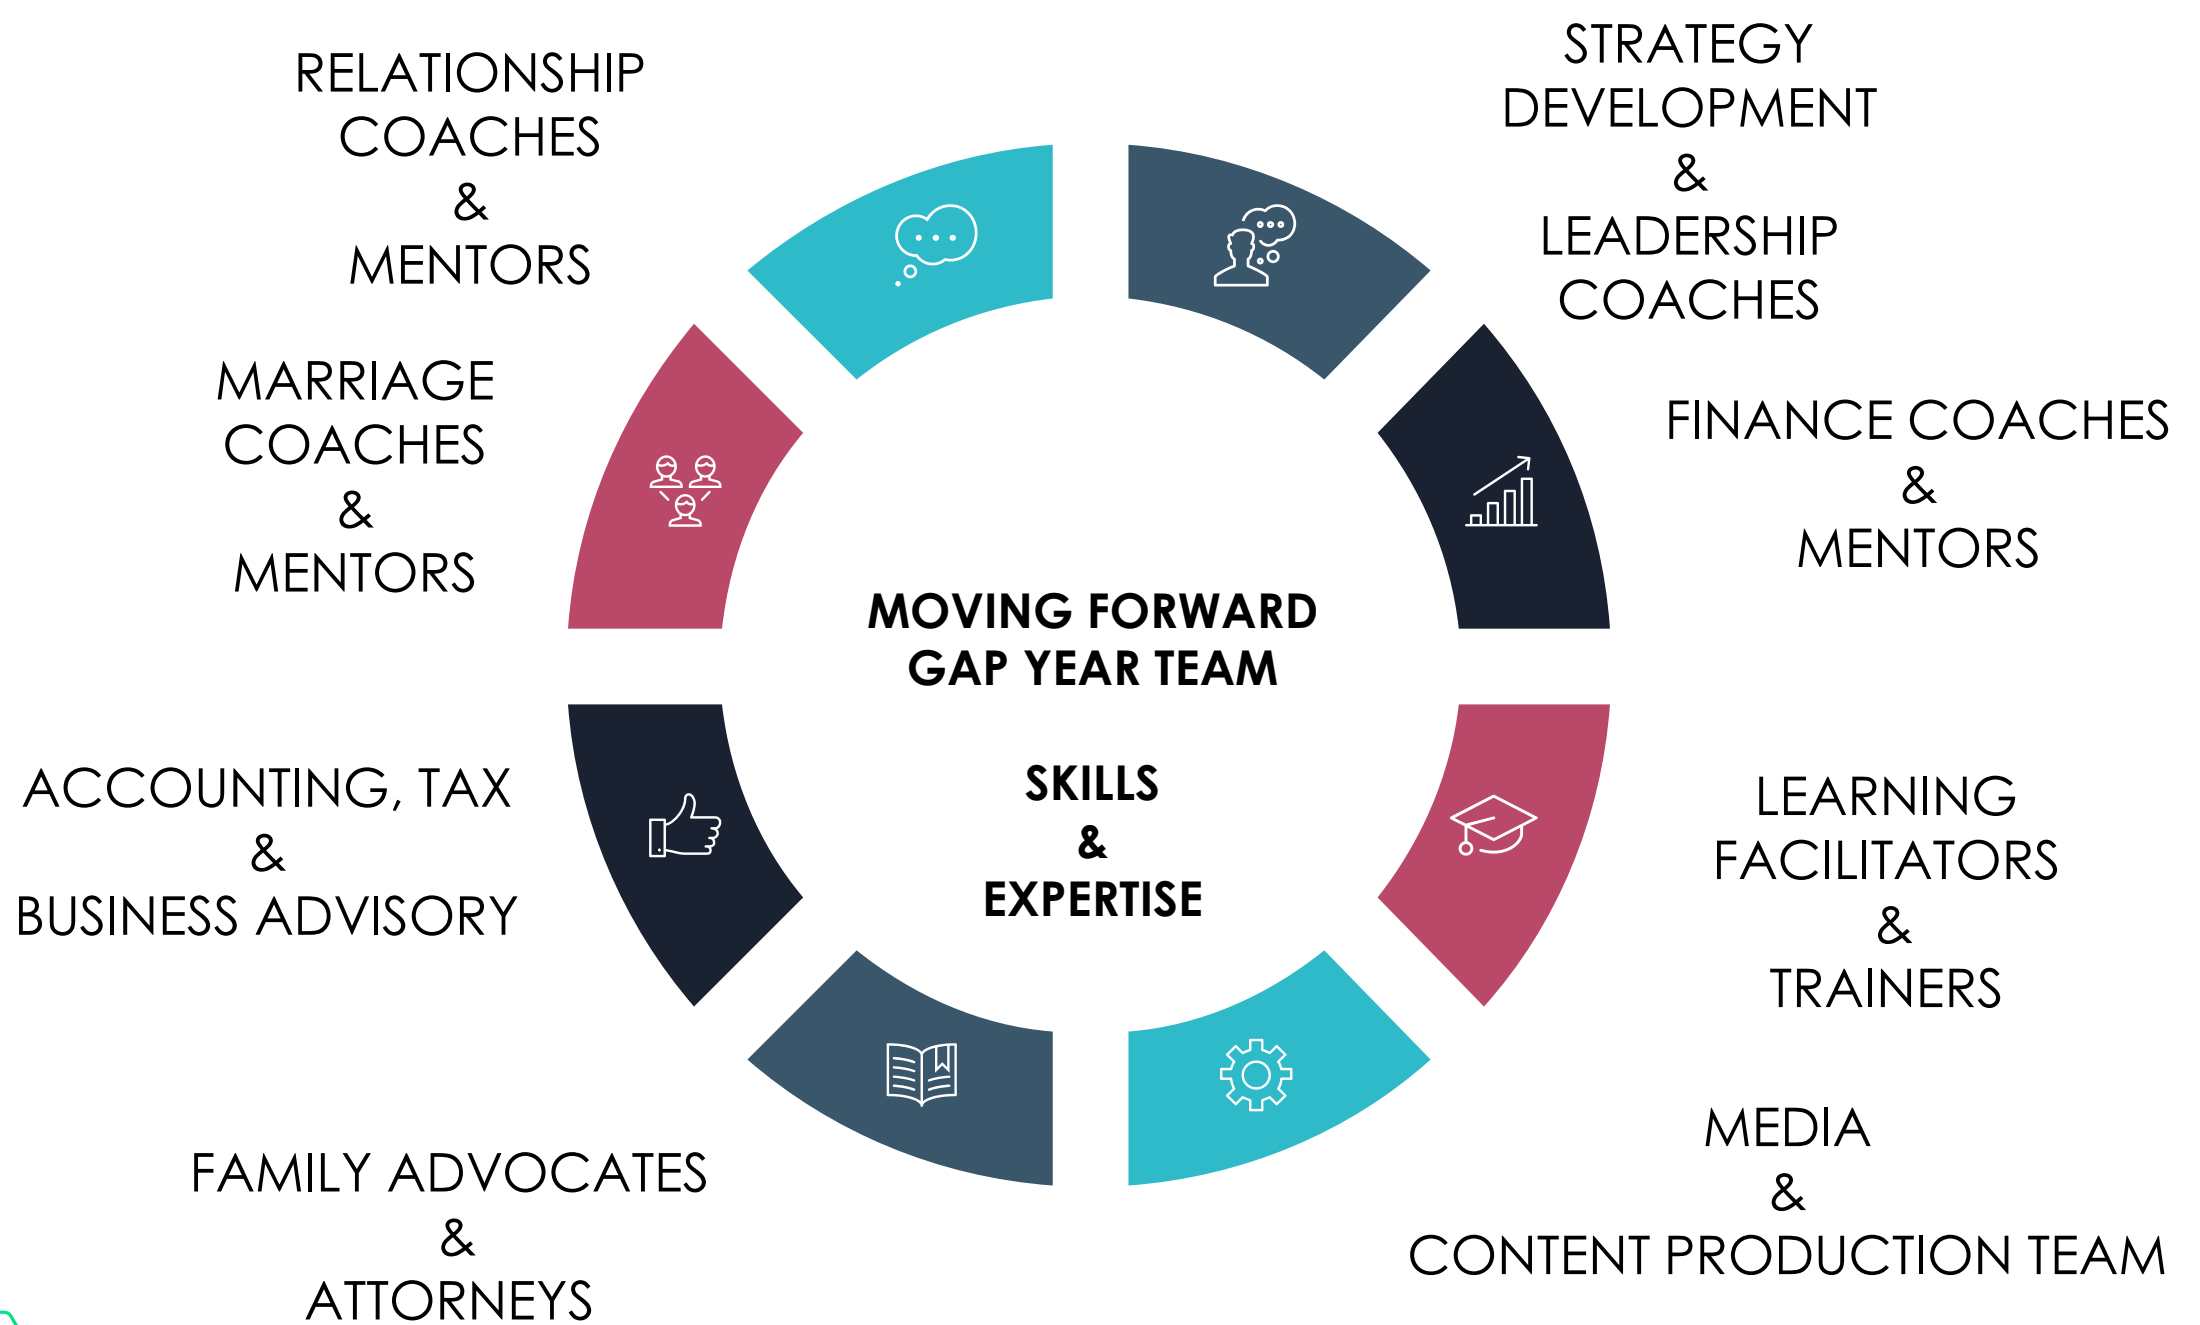 RELATIONSHIP
COACHES
&
MENTORS
STRATEGY
DEVELOPMENT
&
LEADERSHIP
COACHES
MARRIAGE
COACHES
&
MENTORS
FINANCE COACHES
&
MENTORS
MOVING FORWARD
GAP YEAR TEAM
SKILLS
&
EXPERTISE
ACCOUNTING, TAX
&
BUSINESS ADVISORY
LEARNING
FACILITATORS
&
TRAINERS
FAMILY ADVOCATES
&
ATTORNEYS
MEDIA
&
CONTENT PRODUCTION TEAM